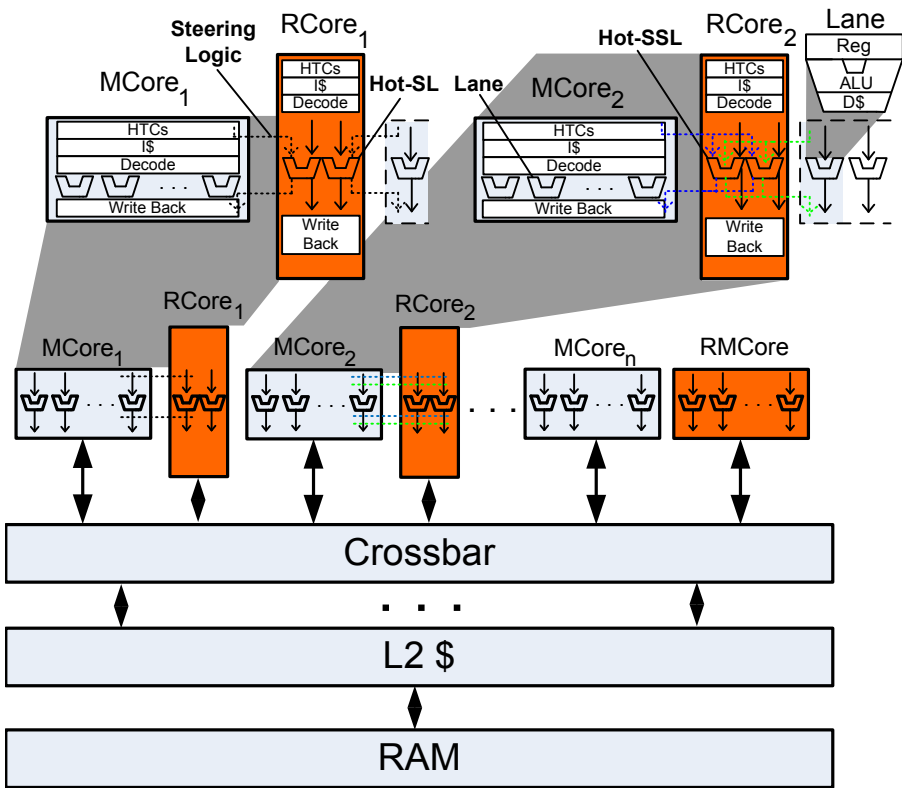 RCore1
RCore2
Lane
Steering
Logic
Hot-SSL
Reg
ALU
D$
MCore1
HTCs
I$
Decode
Hot-SL
Lane
MCore2
HTCs
I$
Decode
HTCs
I$
Decode
. . .
Write Back
HTCs
I$
Decode
. . .
Write Back
Write
Back
Write
Back
RCore1
RCore2
MCore1
MCore2
MCoren
RMCore
. . .
. . .
. . .
. . .
. . .
Crossbar
. . .
L2 $
RAM